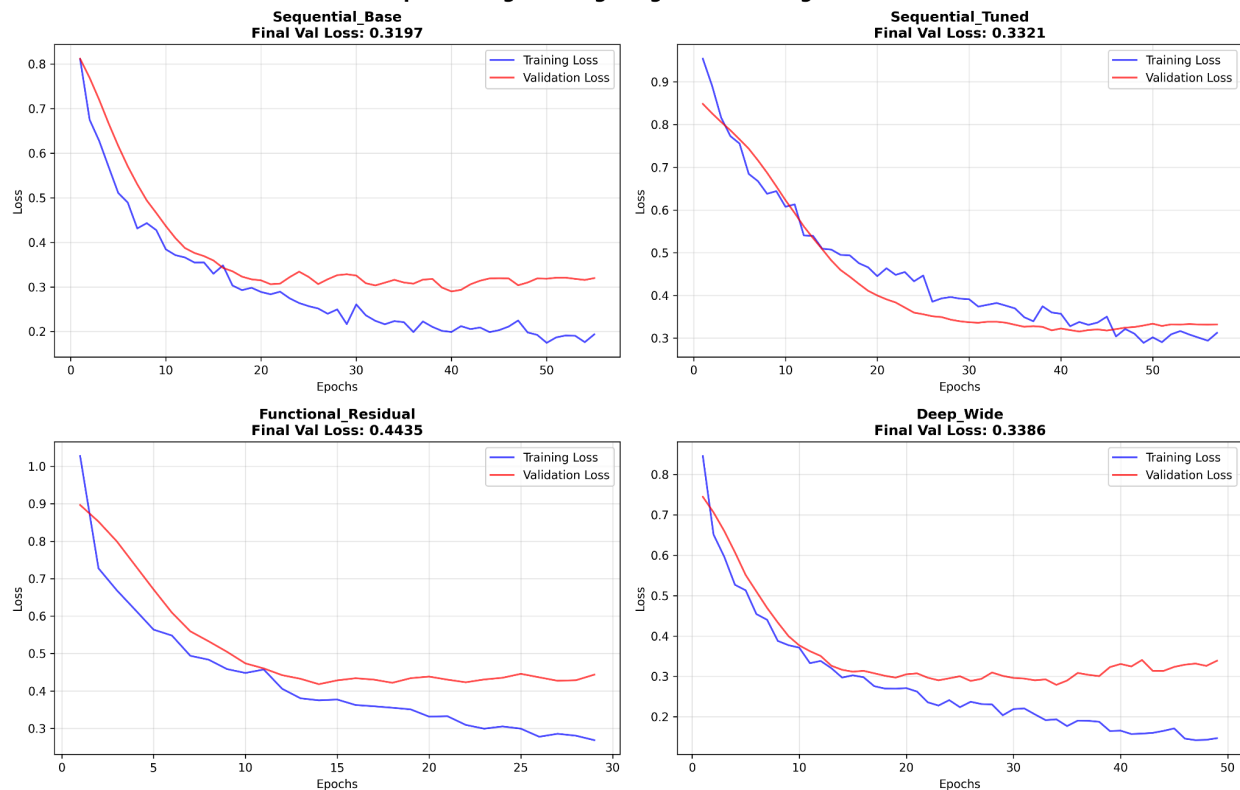 Sequential_Base
Final Val Loss: 0.3197
Training Loss
Validation Loss
0.8
0.7
0.6
0.5
0.4
0.3
0.2
Loss
0
10
20
30
40
50
Epochs
Sequential_Tuned
Final Val Loss: 0.3321
Training Loss
Validation Loss
0.9
0.8
0.7
0.6
0.5
0.4
0.3
Loss
0
10
20
30
40
50
Epochs
Functional_Residual
Final Val Loss: 0.4435
Training Loss
Validation Loss
1.0
0.9
0.8
0.7
0.6
0.5
0.4
0.3
Loss
0
5
10
15
20
25
30
Epochs
Deep_Wide
Final Val Loss: 0.3386
Training Loss
Validation Loss
0.8
0.7
0.6
0.5
0.4
0.3
0.2
Loss
0
10
20
30
40
50
Epochs